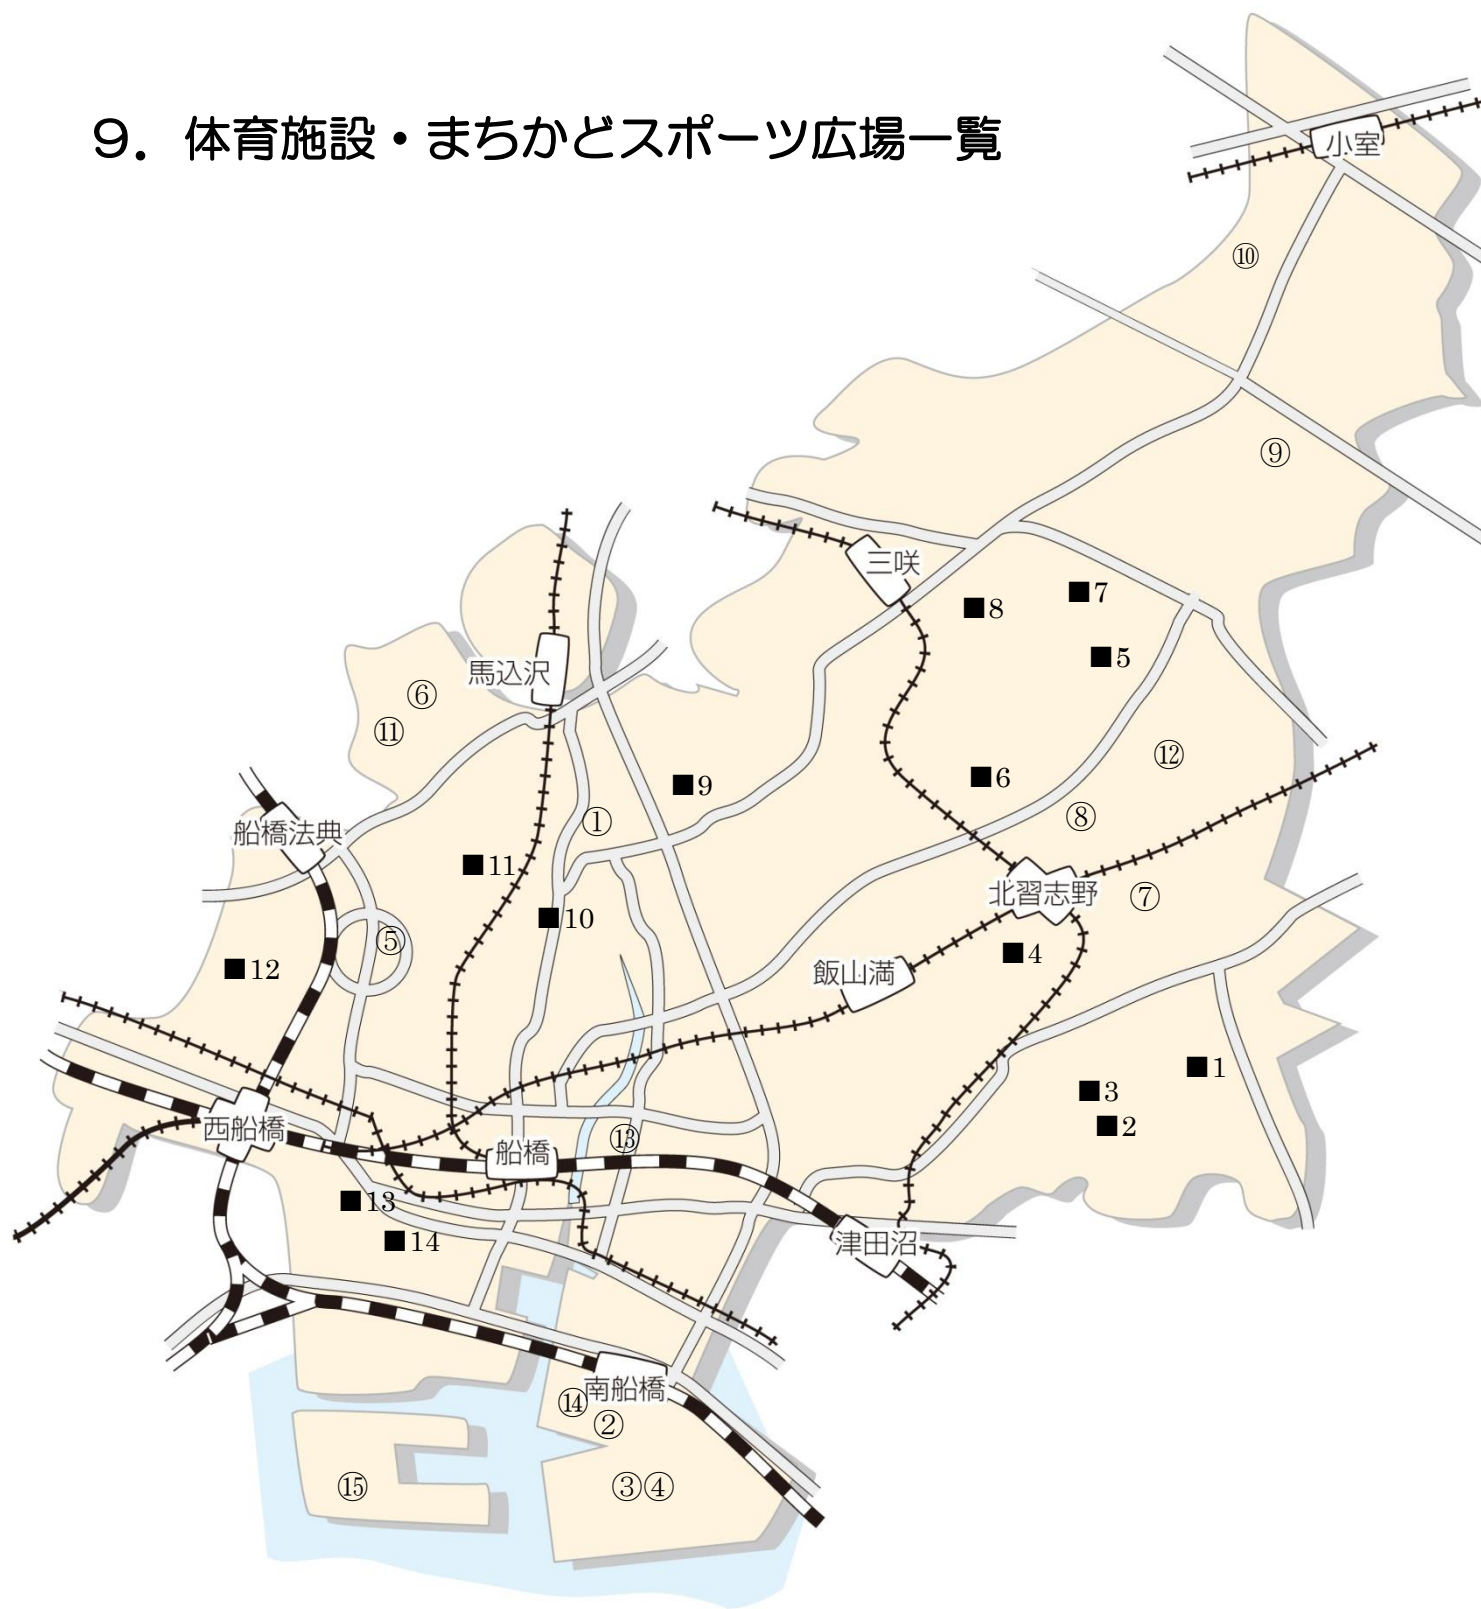 ９．体育施設・まちかどスポーツ広場一覧
小室
⑩
⑨
三咲
■7
■8
■5
馬込沢
⑥
⑪
⑫
■6
■9
⑧
①
船橋法典
■11
北習志野
⑦
■10
⑤
■4
■12
飯山満
■1
■3
■2
西船橋
⑬
船橋
■13
■14
津田沼
南船橋
⑭
②
⑮
③④